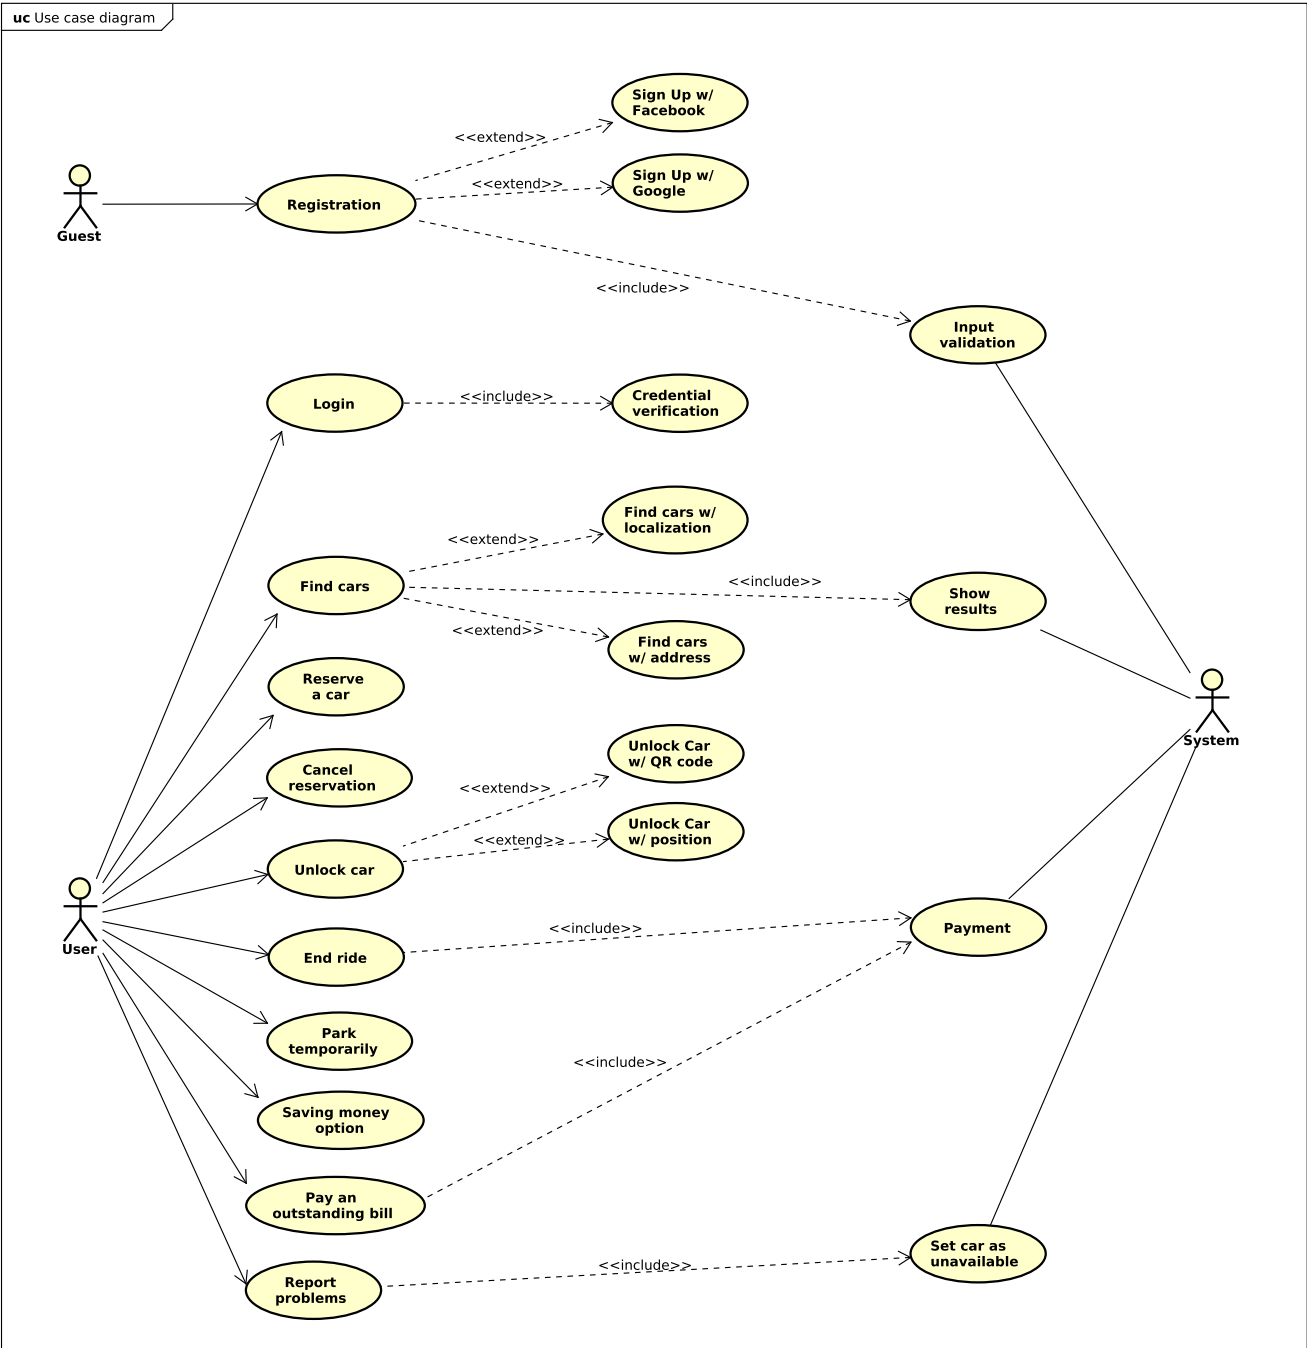 uc Use case diagram
Sign Up w/
Facebook
<<extend>>
Sign Up w/
Google
<<extend>>
Registration
Guest
<<include>>
Input
validation
Login
<<include>>
Credential
verification
Find cars w/
localization
<<extend>>
Find cars
<<include>>
Show
results
<<extend>>
Find cars
w/ address
Reserve
a car
System
Unlock Car
w/ QR code
Cancel
reservation
<<extend>>
Unlock Car
w/ position
<<extend>>
Unlock car
User
End ride
<<include>>
Payment
Park
temporarily
<<include>>
Saving money
option
Pay an
outstanding bill
Set car as
unavailable
<<include>>
Report
problems